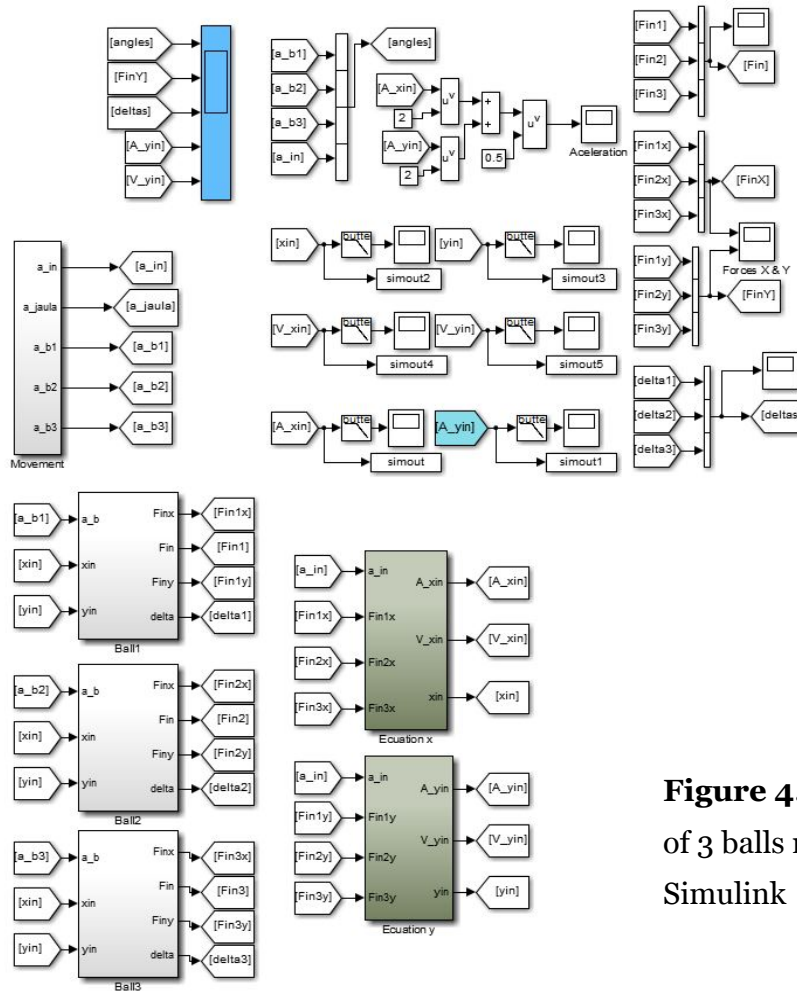 [angles]
[FinY]
[deltas]
[A_yin]
[V_yin]
[a_b1]
[a_b2]
[a_b3]
[a_in]
[angles]
[A_xin]
2
u^v
[A_yin]
2
u^v
+
+
0.5
u^v
Aceleration
[Fin1]
[Fin2]
[Fin3]
[Fin]
[Fin1x]
[Fin2x]
[Fin3x]
[FinX]
Forces X & Y
[Fin1y]
[Fin2y]
[Fin3y]
[FinY]
[delta1]
[delta2]
[delta3]
[deltas]
a_in
a_jaula
a_b1
a_b2
a_b3
Movement
[a_in]
[a_jaula]
[a_b1]
[a_b2]
[a_b3]
[xin]
butte
simout2
[yin]
butte
simout3
[V_xin]
butte
simout4
[V_yin]
butte
simout5
[A_xin]
butte
simout
[A_yin]
butte
simout1
[a_b1]
[xin]
[yin]
a_b
xin
yin
Finx
Fin
Finy
delta
Ball1
[Fin1x]
[Fin1]
[Fin1y]
[delta1]
[a_b2]
[xin]
[yin]
a_b
xin
yin
Finx
Fin
Finy
delta
Ball2
[Fin2x]
[Fin2]
[Fin2y]
[delta2]
[a_b3]
[xin]
[yin]
a_b
xin
yin
Finx
Fin
Finy
delta
Ball3
[Fin3x]
[Fin3]
[Fin3y]
[delta3]
[a_in]
[Fin1x]
[Fin2x]
[Fin3x]
a_in
Fin1x
Fin2x
Fin3x
A_xin
V_xin
xin
Ecuation x
[A_xin]
[V_xin]
[xin]
[a_in]
[Fin1y]
[Fin2y]
[Fin3y]
a_in
Fin1y
Fin2y
Fin3y
A_yin
V_yin
yin
Ecuation y
[A_yin]
[V_yin]
[yin]
Figure 4.
of 3 balls
Simulink